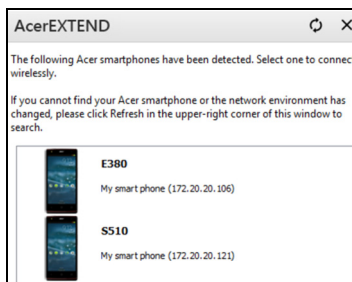 AcerEXTEND
The following Acer smartphones have been detected. Select one to connect
wirelessly.
If you cannot find your Acer smartphone or the network environment has
changed, please click Refresh in the upper-right corner of this window to
search.
E380
My smart phone (172.20.20.106)
S510
My smart phone (172.20.20.121)